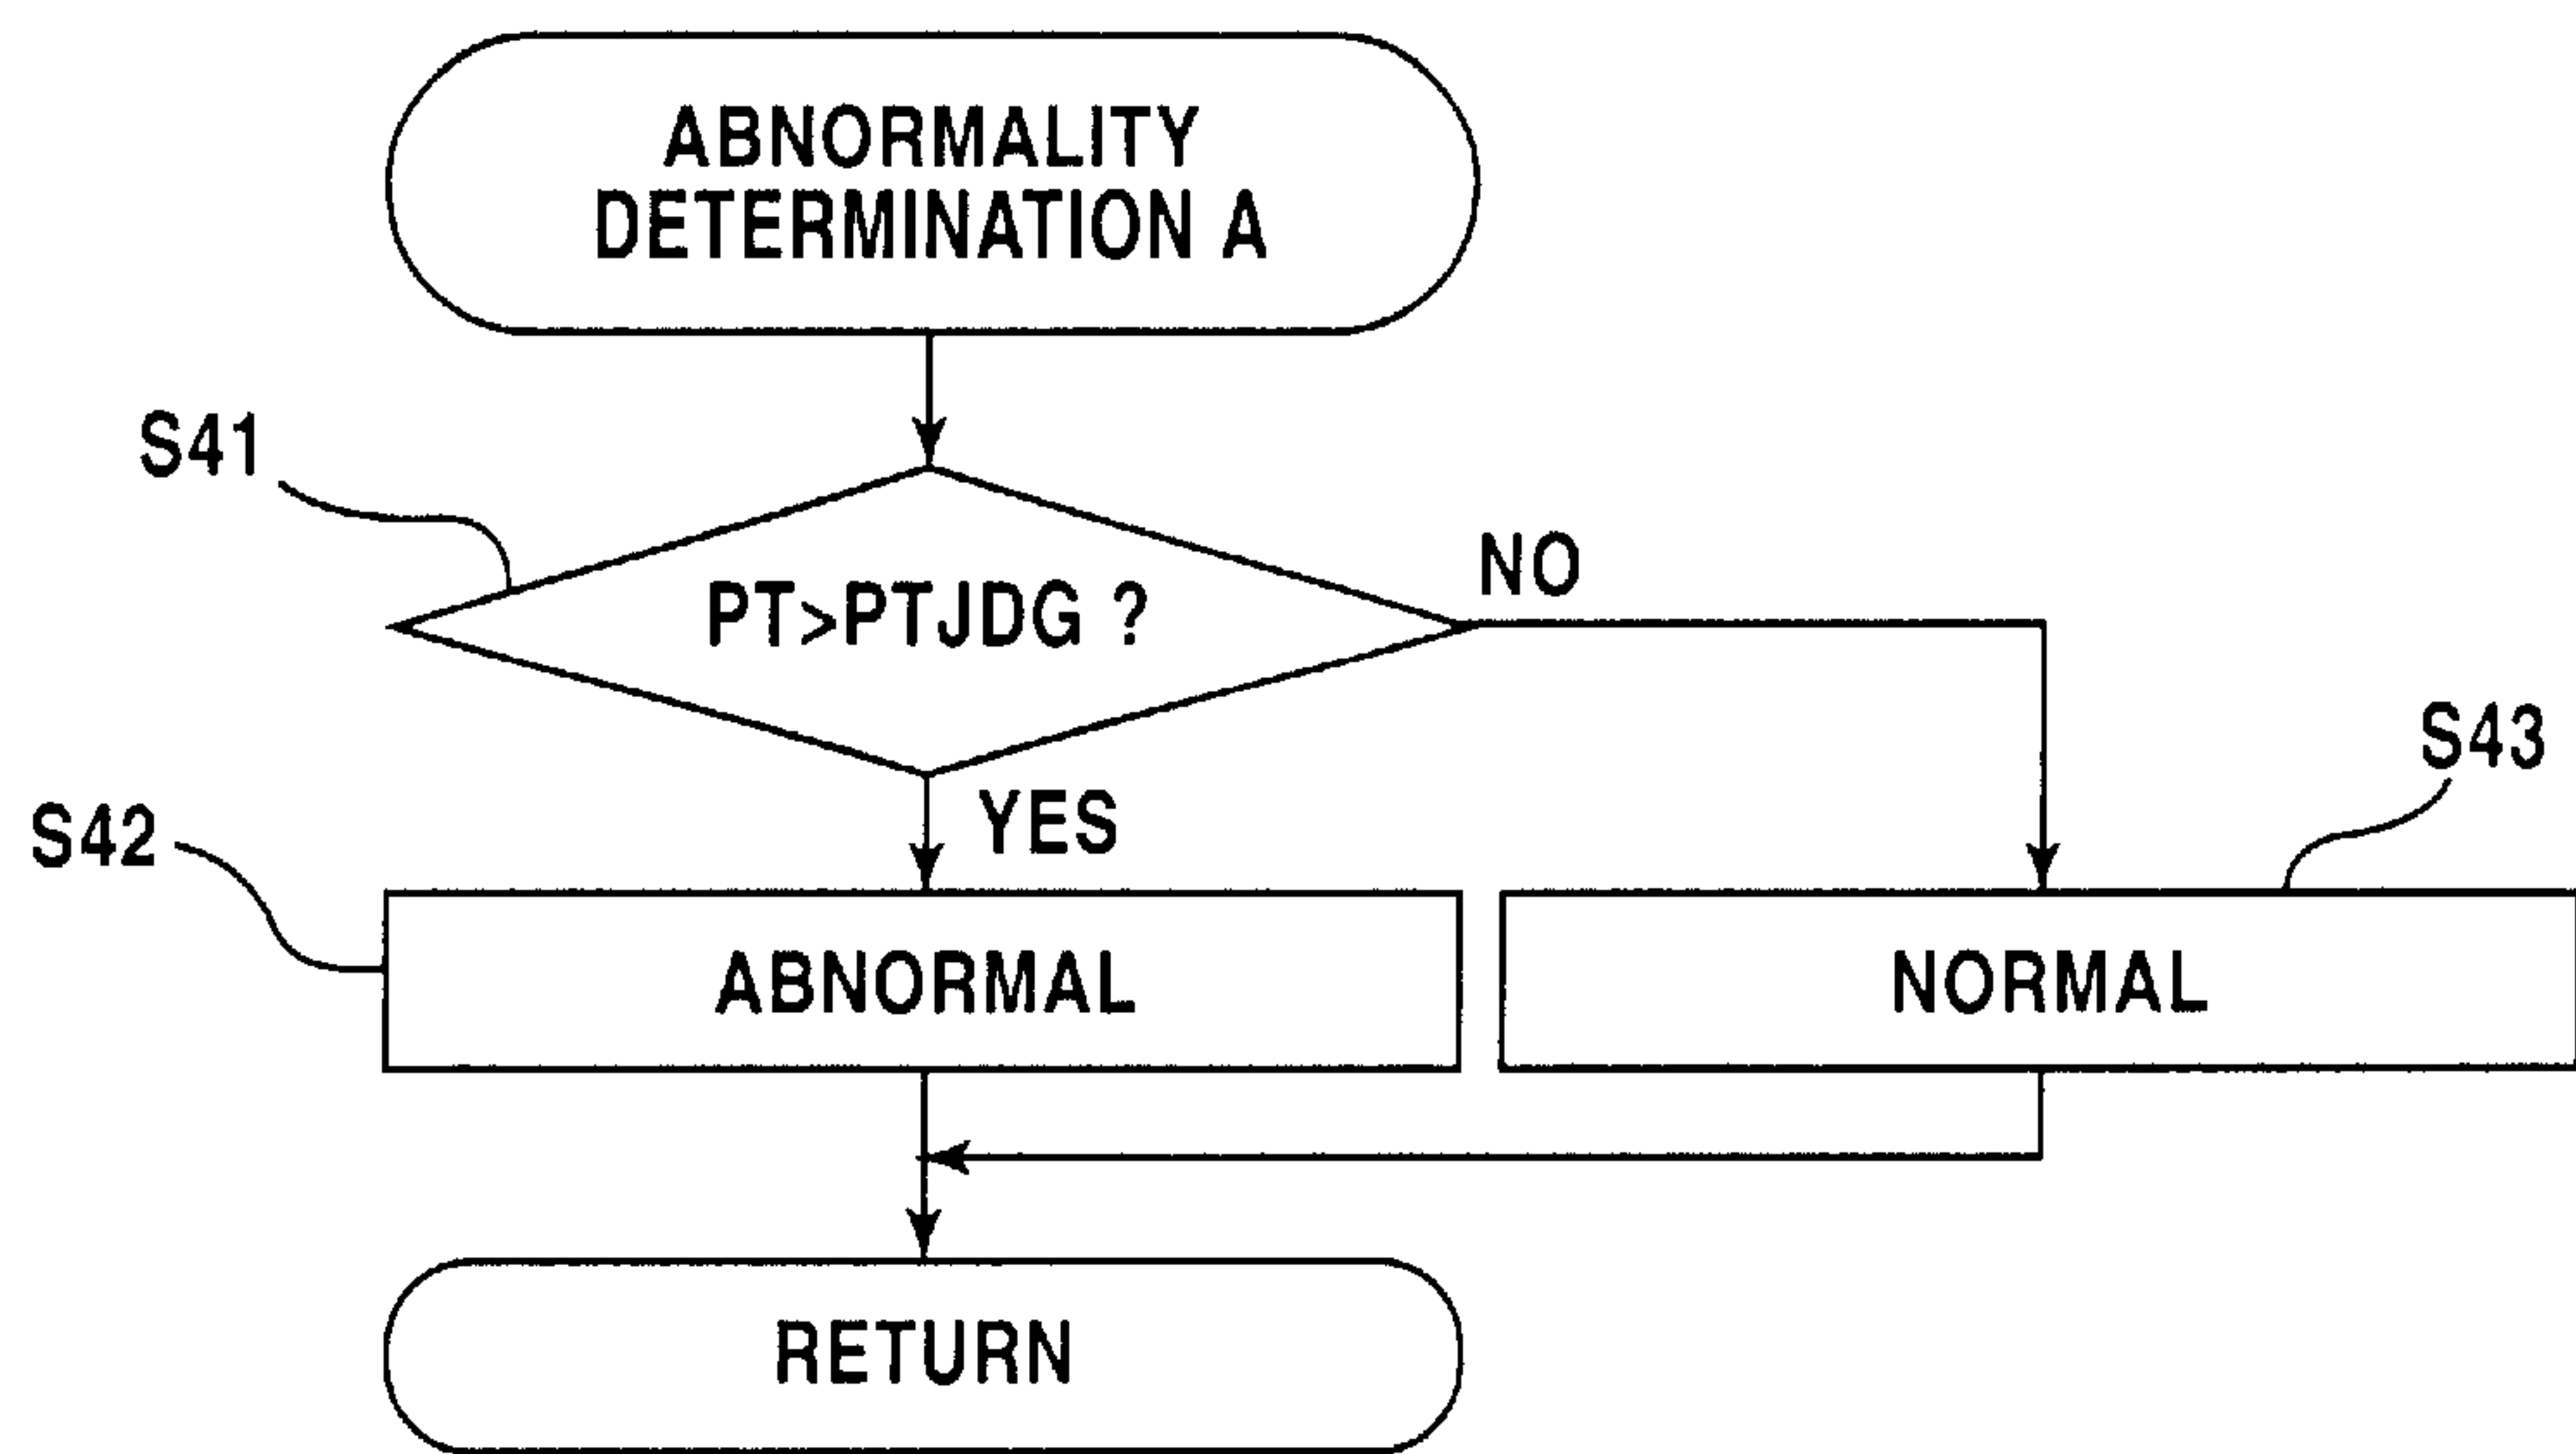 ABNORMALITY
DETERMINATION A
S41
PT>PTJDG ?
NO
YES
S42
S43
ABNORMAL
NORMAL
RETURN